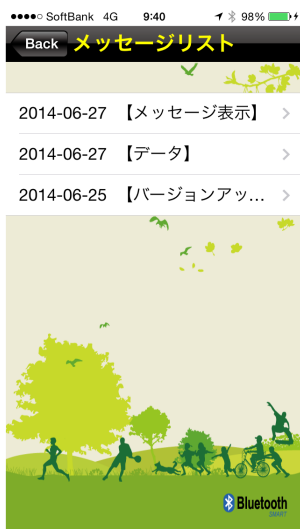 SoftBank 4G 9:40 98%
Back メッセージリスト
2014-06-27 【メッセージ表示】
2014-06-27 【データ】
2014-06-25 【バージョンアッ...
Bluetooth
SMART